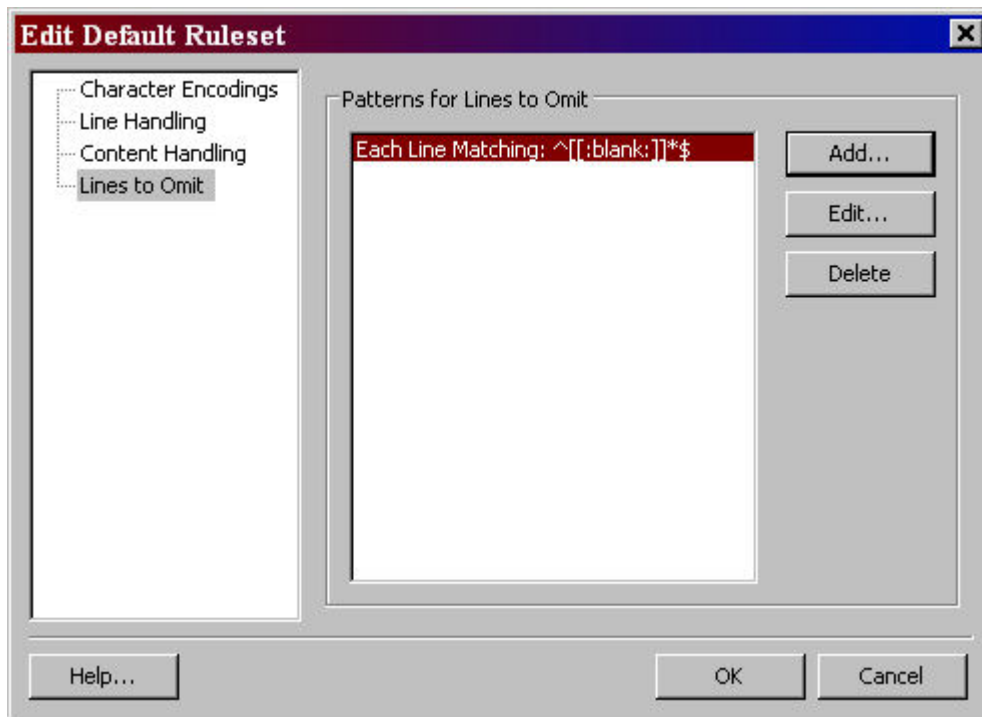 Edit Default Ruleset
Character Encodings
Line Handling
Content Handling
Lines to Omit
Patterns for Lines to Omit
Each Line Matching: ^[[:blank:]]*$
Add...
Edit...
Delete
Help...
OK
Cancel